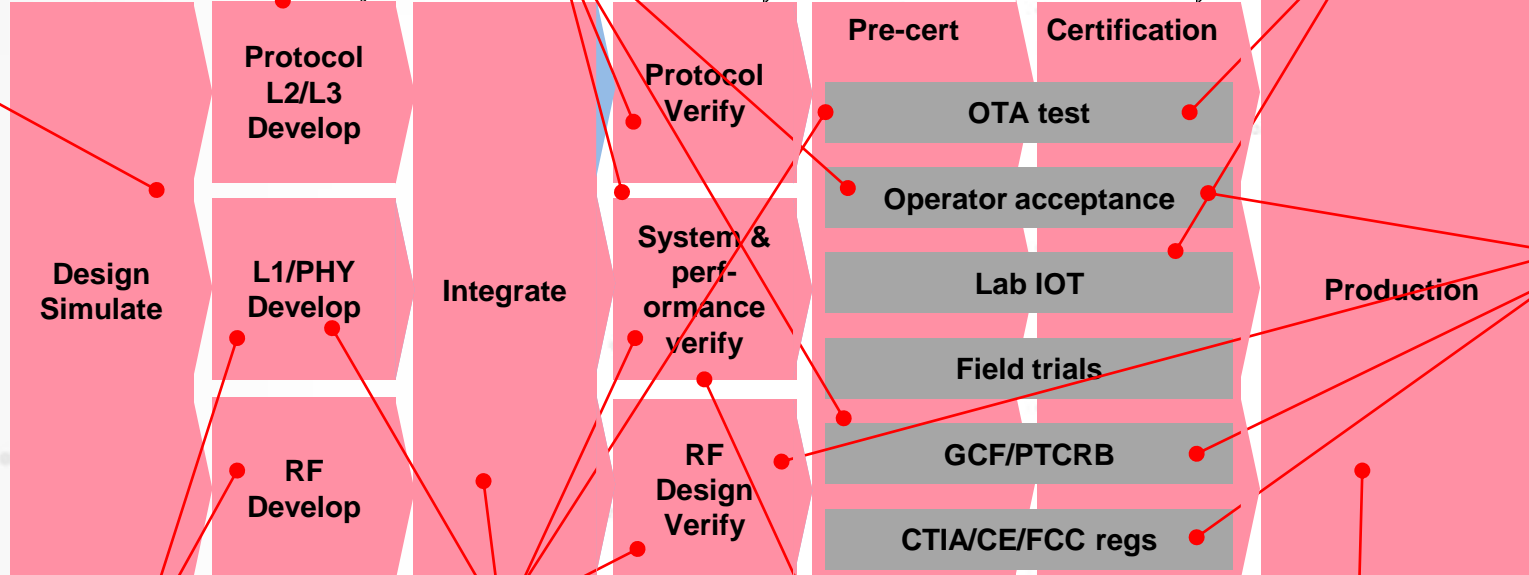 Design
Simulate
Protocol
L2/L3
Develop
L1/PHY
Develop
RF
Develop
Integrate
Protocol
Verify
System &
perf-
ormance
verify
RF
Design
Verify
Pre-cert
Certification
OTA test
Operator acceptance
Lab IOT
Field trials
GCF/PTCRB
CTIA/CE/FCC regs
Production